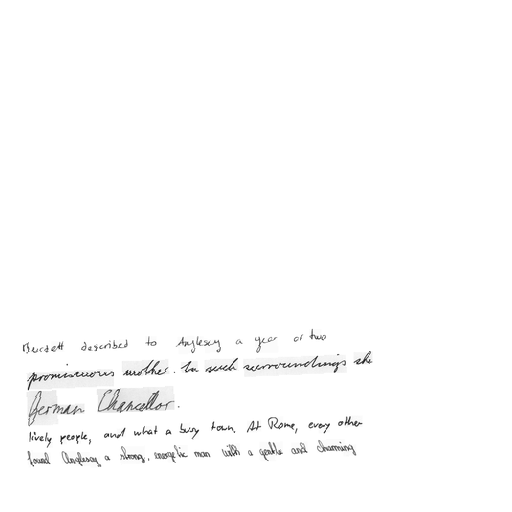 Burdett described to Anglesey a year or two
promiscuous mother. In such surroundings she
German Chancellor.
lively people, and what a busy town. At Rome, every other
found Anglesey a strong, energetic man with a gentle and charming